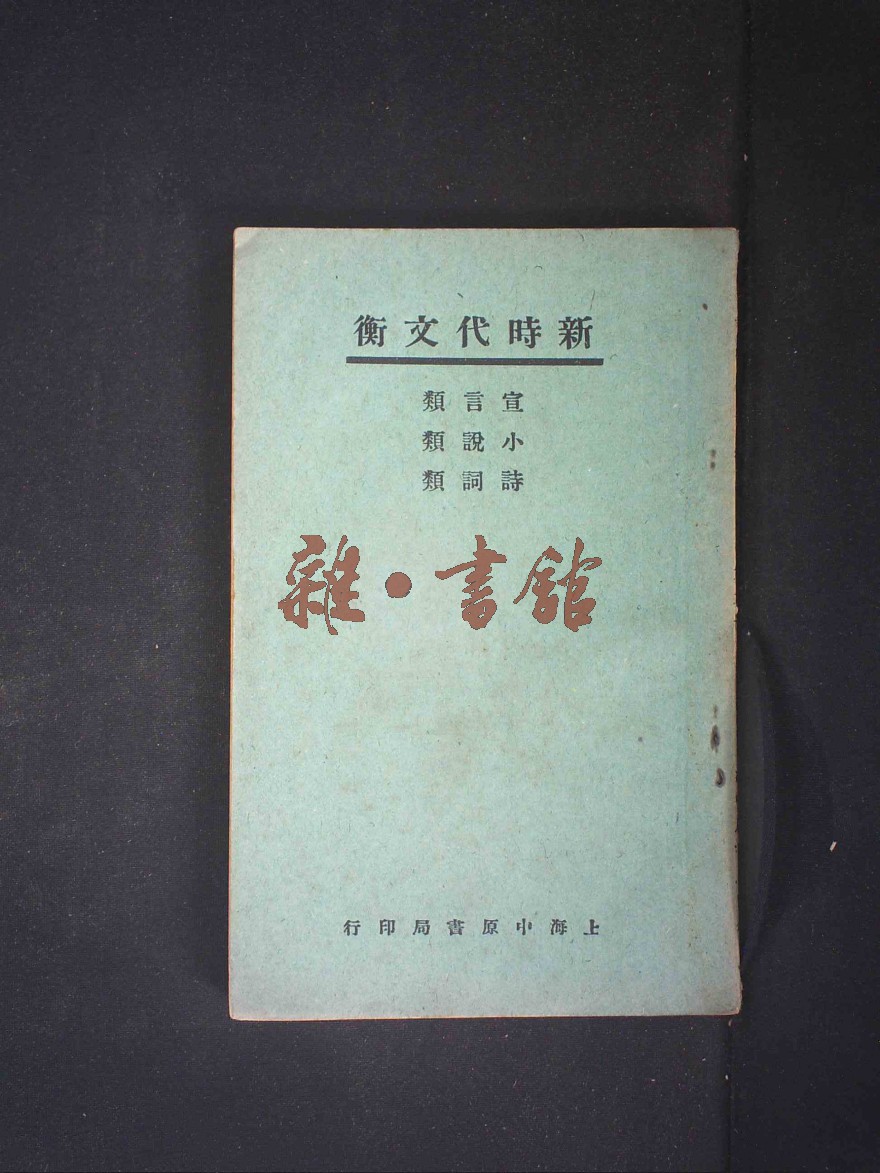 新時代文衡
宣言類
小說類
詩詞類
雜·書館
上海中原書局印行